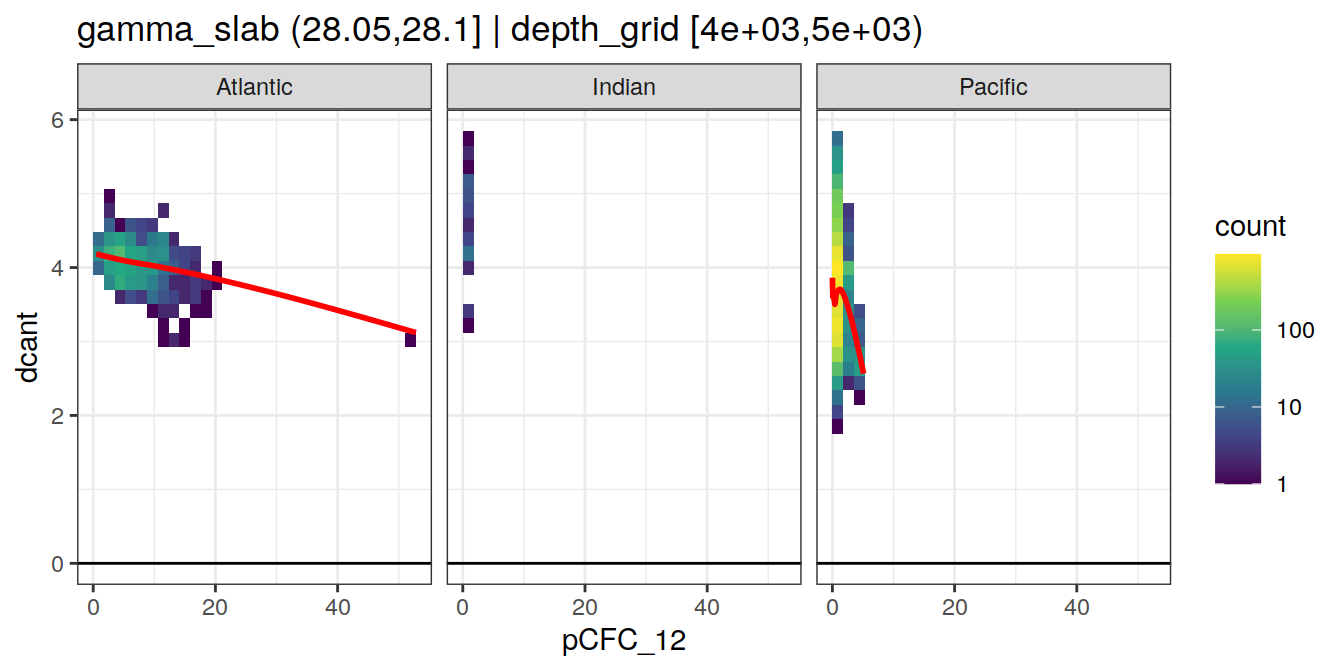 gamma_slab (28.05,28.1] | depth_grid [4e+03,5e+03)
Atlantic
Indian
Pacific
dcant
6
4
2
0
0 20 40
0 20 40
0 20 40
pCFC_12
count
100
10
1